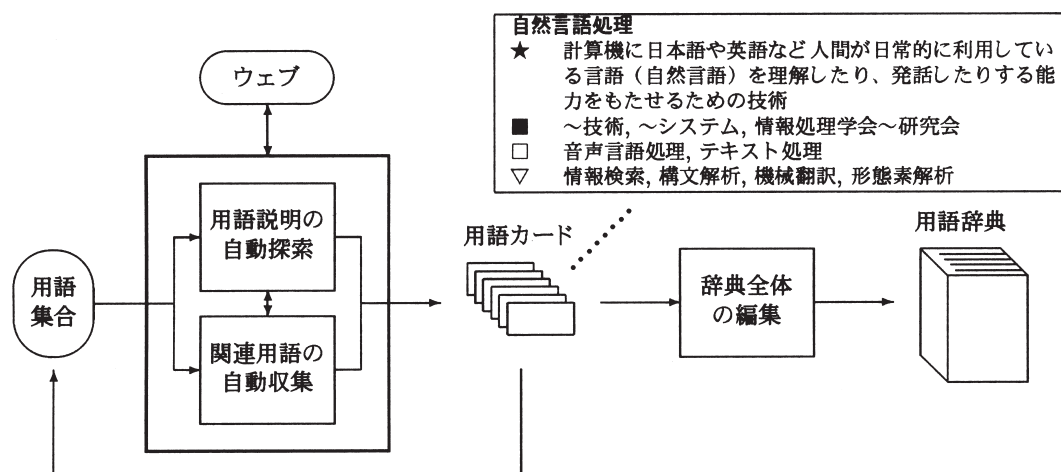 自然言語処理
★ 計算機に日本語や英語など人間が日常的に利用してい
る言語（自然言語）を理解したり、発話したりする能
力をもたせるための技術
■ 〜技術, 〜システム, 情報処理学会〜研究会
□ 音声言語処理, テキスト処理
▽ 情報検索, 構文解析, 機械翻訳, 形態素解析
ウェブ
用語
集合
用語説明の
自動探索
関連用語の
自動収集
用語カード
辞典全体
の編集
用語辞典